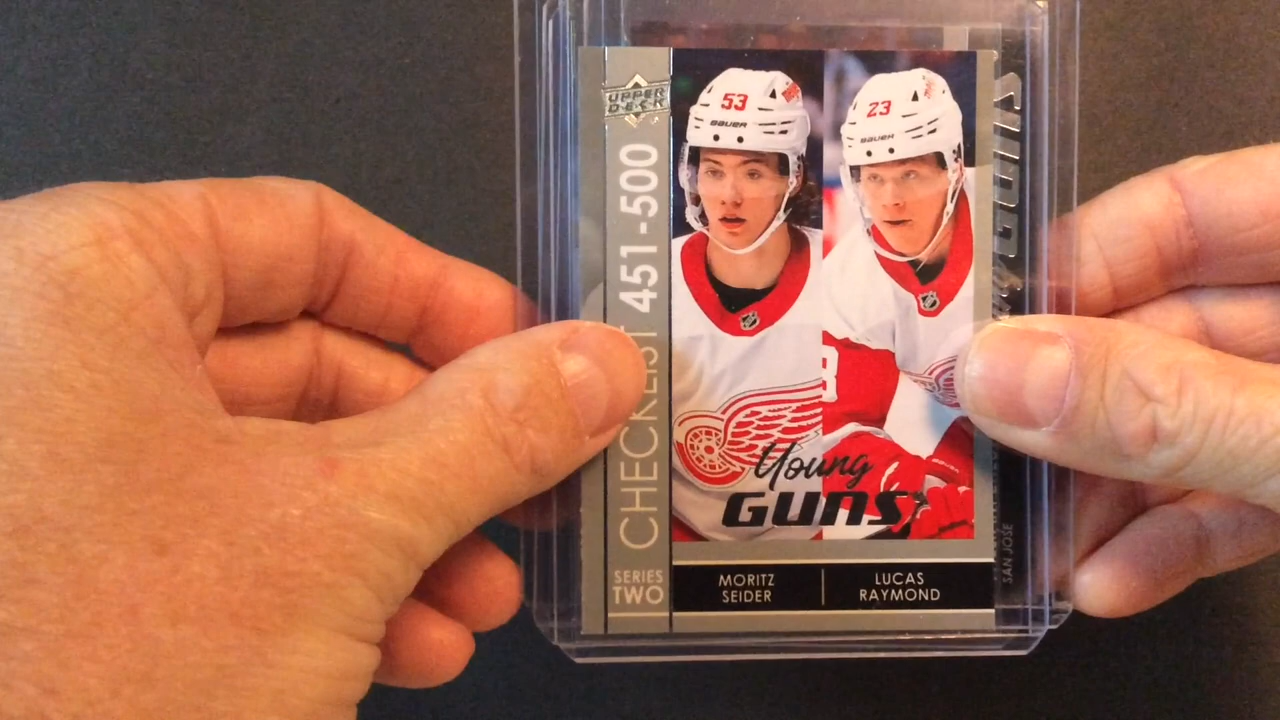 UPPER
DECK
CHECKLIST 451-500
SERIES
TWO
53
BAUER
23
BAUER
Young
GUNS
MORITZ
SEIDER
LUCAS
RAYMOND
GUNS
SAN JOSE